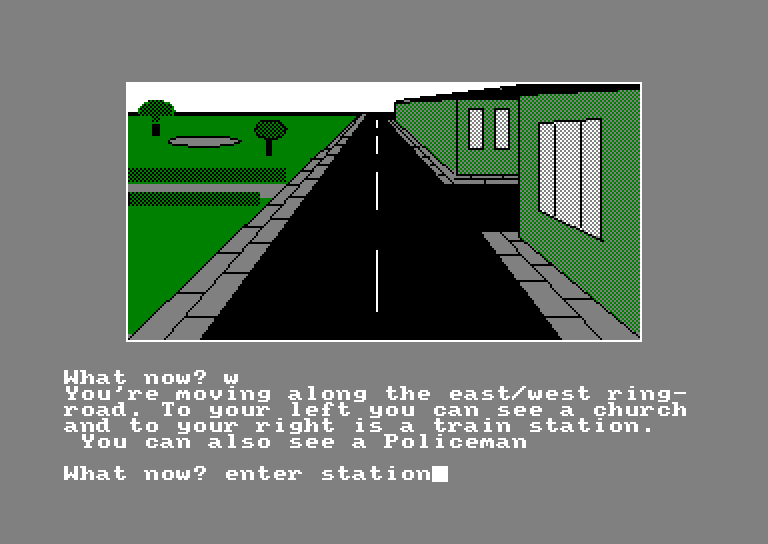 What now? w
You're moving along the east/west ring-
road. To your left you can see a church
and to your right is a train station.
You can also see a Policeman
What now? enter station